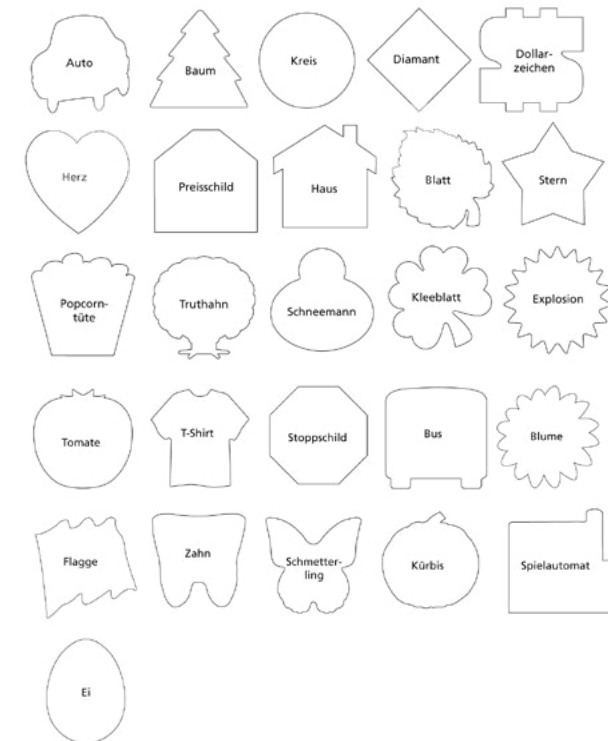 Auto
Baum
Kreis
Diamant
Dollar-
zeichen
Herz
Preisschild
Haus
Blatt
Stern
Popcorn-
tüte
Truthahn
Schneemann
Kleeblatt
Explosion
Tomate
T-Shirt
Stoppschild
Bus
Blume
Flagge
Zahn
Schmetter-
ling
Kürbis
Spielautomat
Ei